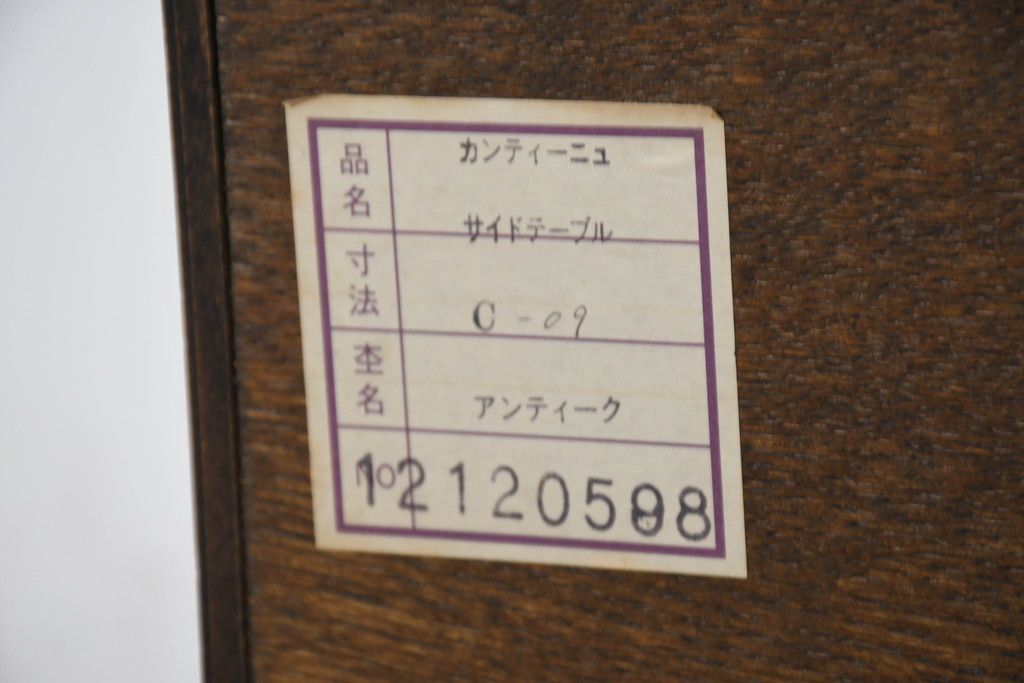 品名 カンティーニュ
サイドテーブル
寸法 C-09
杢名 アンティーク
No 12120598